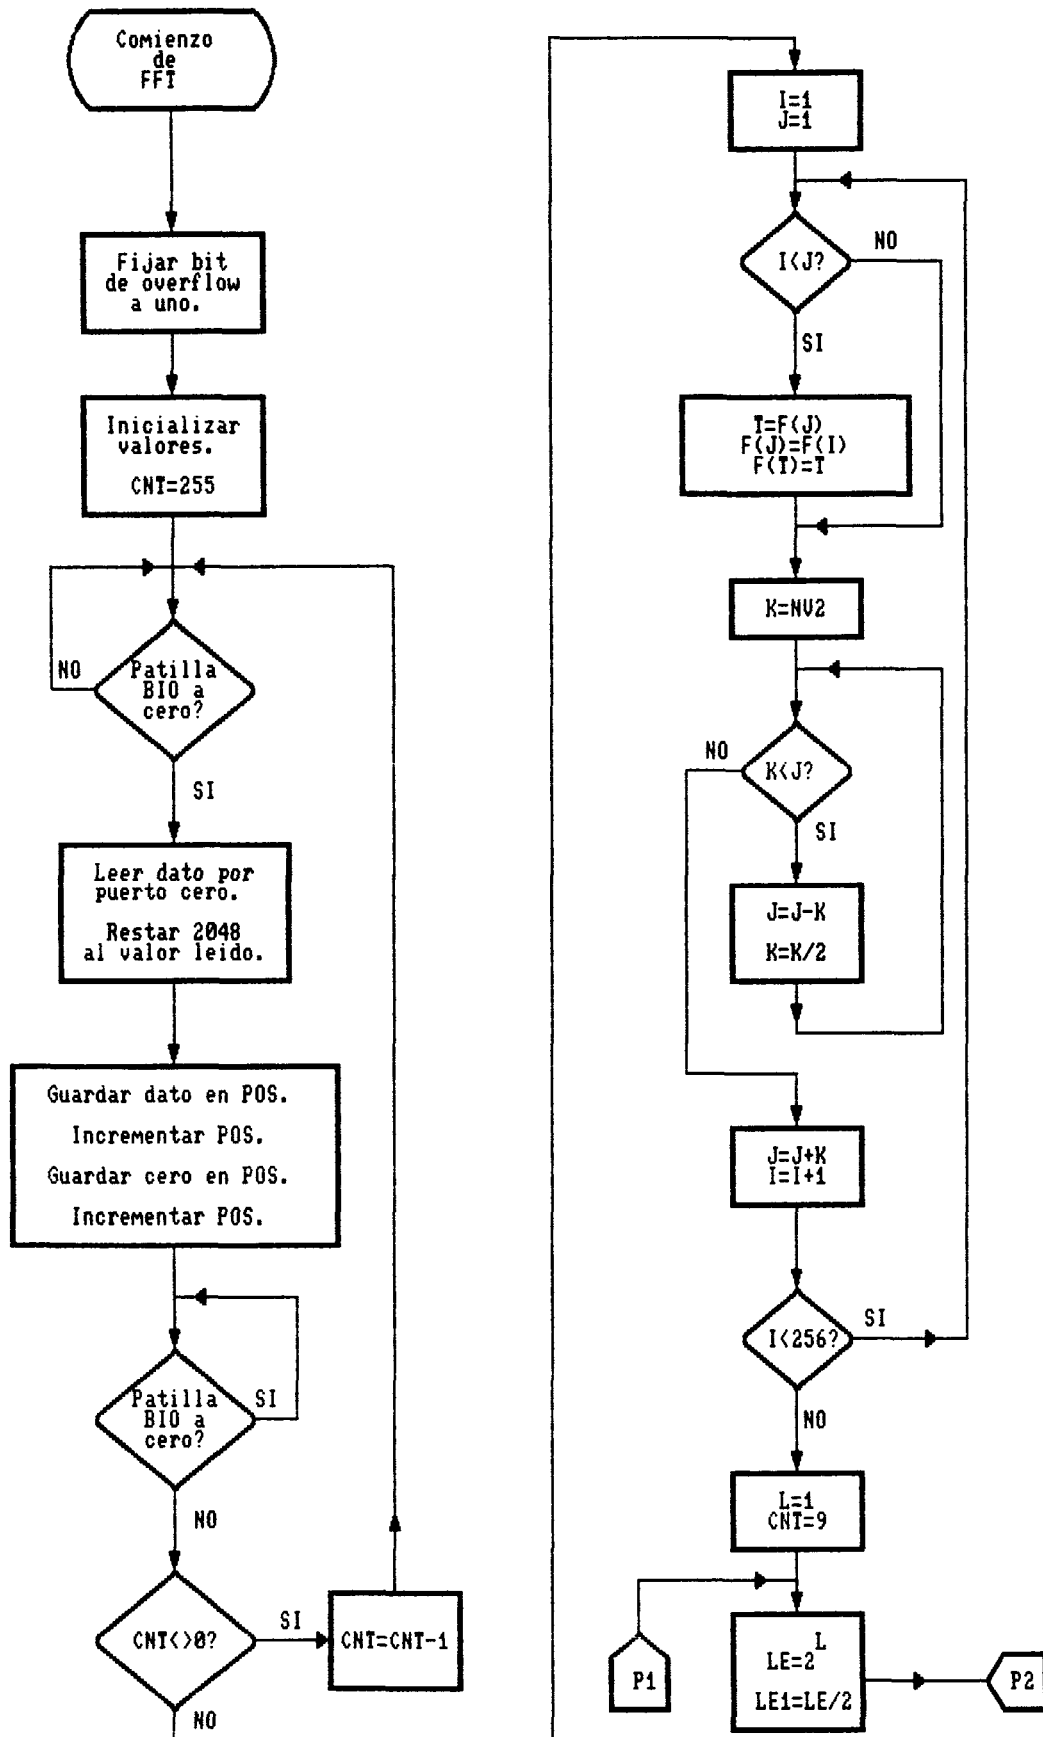 Comienzo
de
FFT
Fijar bit
de overflow
a uno.
Inicializar
valores.
CNT=255
NO
Patilla
BIO a
cero?
SI
Leer dato por
puerto cero.
Restar 2048
al valor leido.
Guardar dato en POS.
Incrementar POS.
Guardar cero en POS.
Incrementar POS.
Patilla
BIO a
cero?
SI
NO
CNT<>0?
SI
CNT=CNT-1
NO
I=1
J=1
I<J?
NO
SI
T=F(J)
F(J)=F(I)
F(T)=T
K=NV2
NO
K<J?
SI
J=J-K
K=K/2
J=J+K
I=I+1
I<256?
SI
NO
L=1
CNT=9
P1
L
LE=2
LE1=LE/2
P2